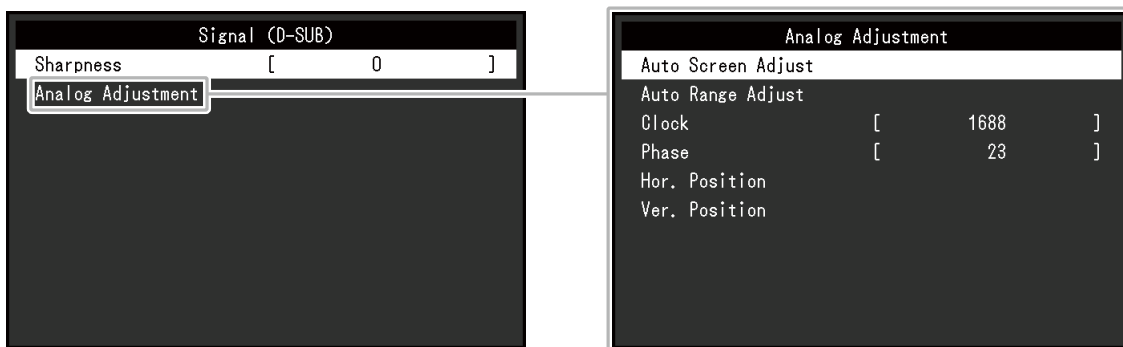 Signal (D-SUB)
Sharpness [ 0 ]
Analog Adjustment
Analog Adjustment
Auto Screen Adjust
Auto Range Adjust
Clock [ 1688 ]
Phase [ 23 ]
Hor. Position
Ver. Position